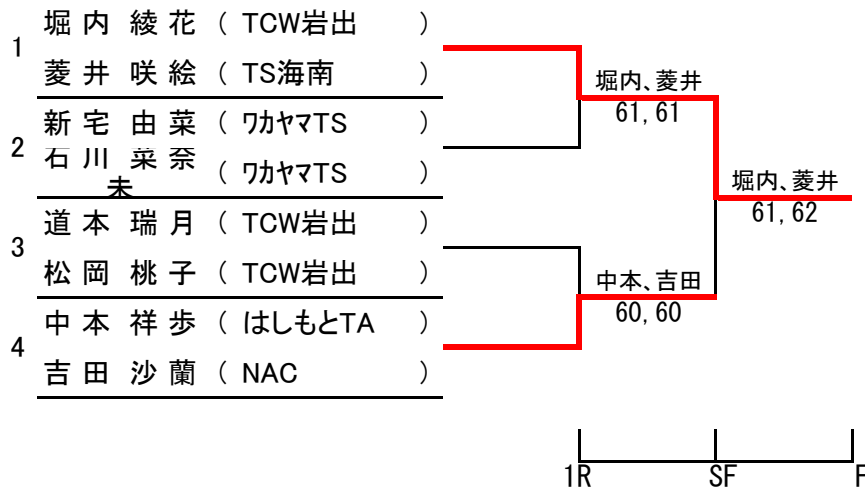 1
堀 内 綾 花 ( TCW岩出 )
菱 井 咲 絵 ( TS海南 )
2
新 宅 由 菜 ( ワカヤマTS )
石 川 菜 奈
未 ( ワカヤマTS )
3
道 本 瑞 月 ( TCW岩出 )
松 岡 桃 子 ( TCW岩出 )
4
中 本 祥 歩 ( はしもとTA )
吉 田 沙 蘭 ( NAC )
堀内、菱井
61, 61
中本、吉田
60, 60
堀内、菱井
61, 62
1R SF F